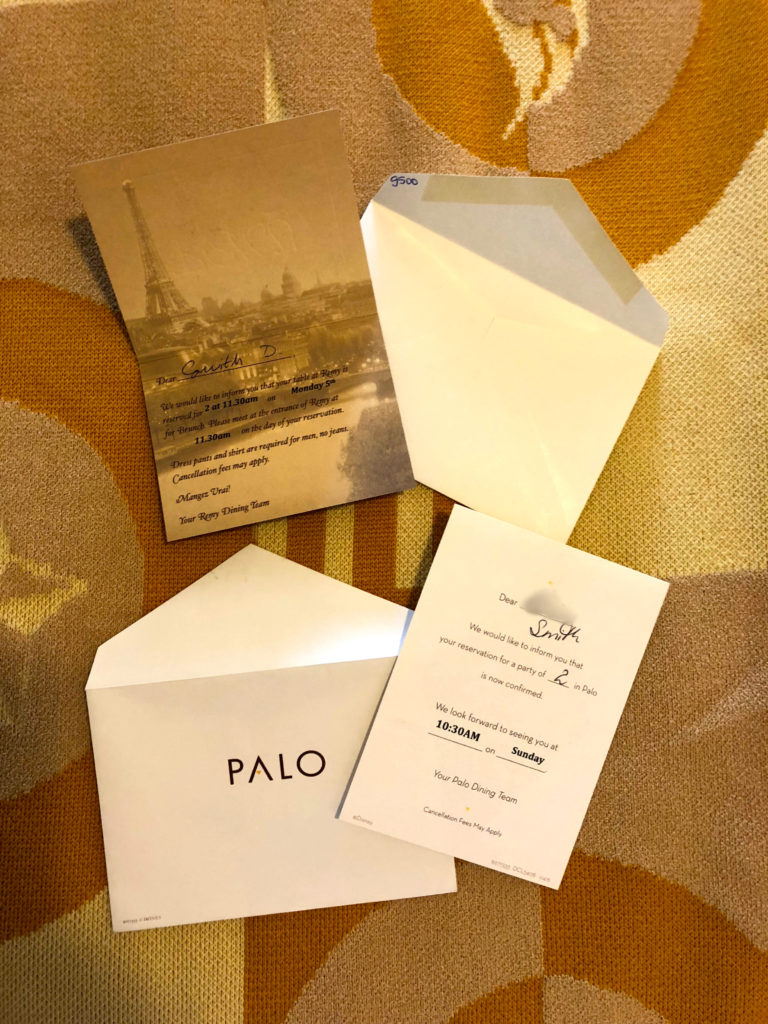 9500
Dear Smith D.
We would like to inform you that your table at Remy is
reserved for 2 at 11.30am on Monday 5th
for Brunch. Please meet at the entrance of Remy at
11.30am on the day of your reservation.
Dress pants and shirt are required for men, no jeans.
Cancellation fees may apply.
¡Mangez Vrai!
Your Remy Dining Team
PALO
Dear
Smith
We would like to inform you that
your reservation for a party of 2 in Palo
is now confirmed.
We look forward to seeing you at
10:30AM on Sunday
Your Palo Dining Team
Cancellation Fees May Apply
©Disney